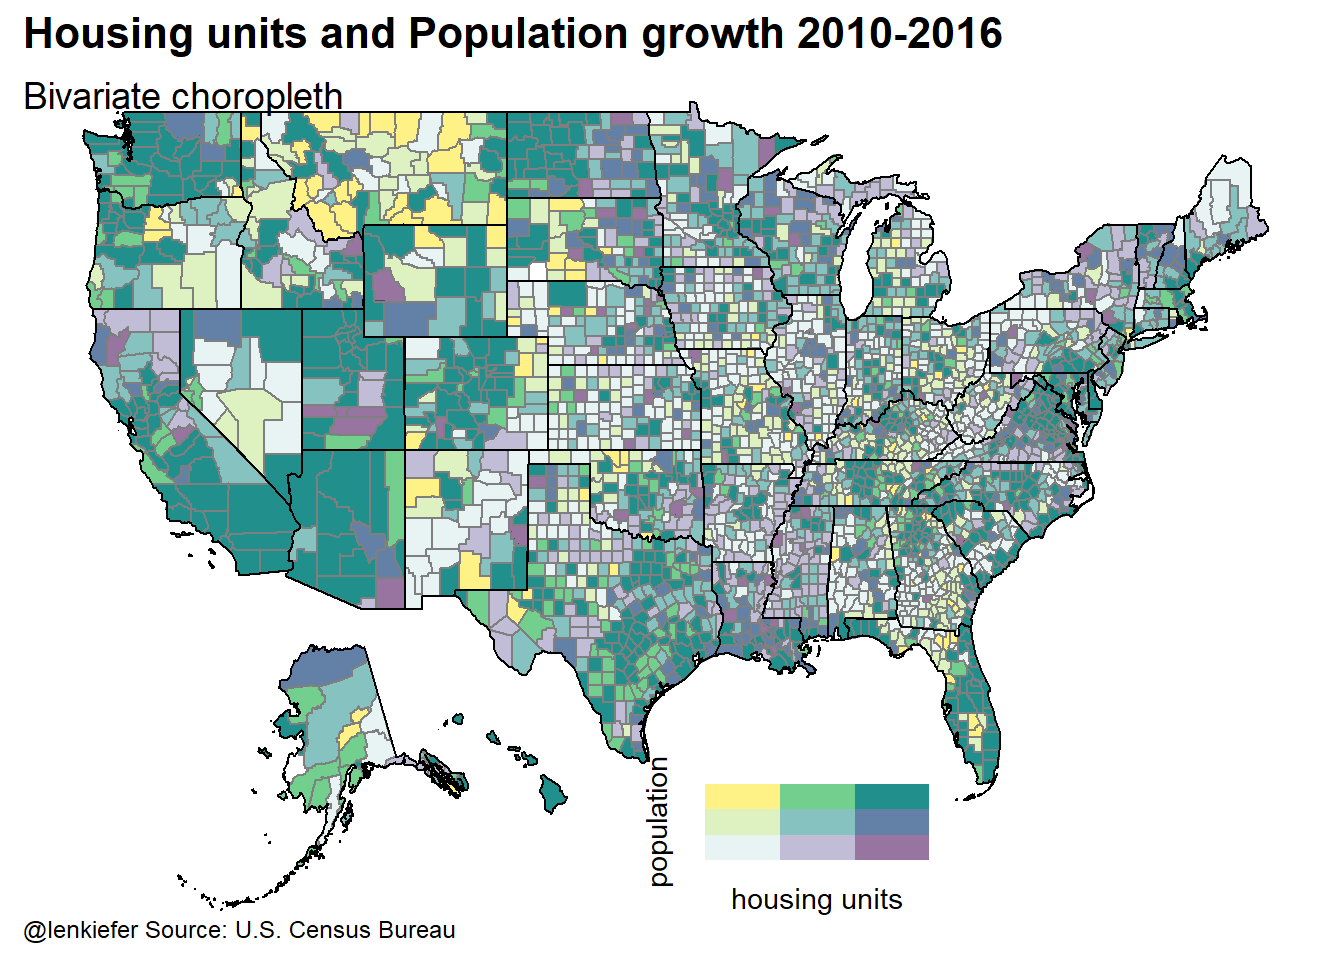 Housing units and Population growth 2010-2016
Bivariate choropleth
population
housing units
@lenkiefer Source: U.S. Census Bureau